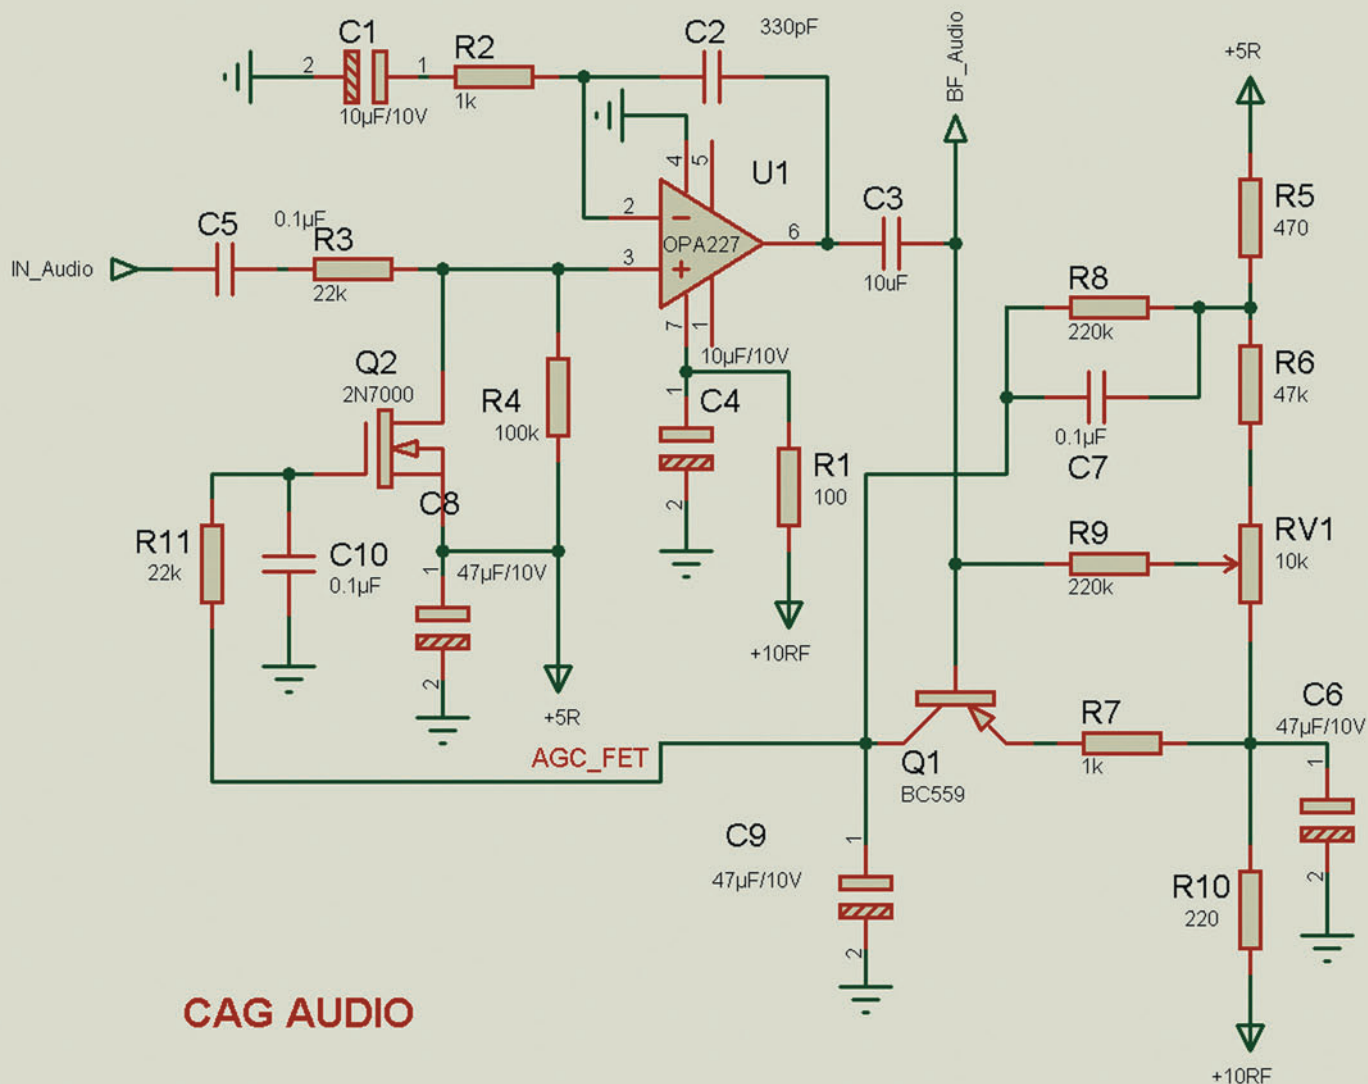 C1
2
1
10µF/10V
R2
1k
C2
330pF
BF_Audio
+5R
4
5
U1
2
3
OPA227
6
7
1
C3
10uF
C5
0.1µF
R3
22k
IN_Audio
R5
470
R8
220k
R6
47k
0.1µF
C7
10µF/10V
1
C4
2
R1
100
+10RF
Q2
2N7000
R4
100k
C8
1
47µF/10V
2
+5R
R11
22k
C10
0.1µF
R9
220k
RV1
10k
AGC_FET
Q1
BC559
R7
1k
C6
47µF/10V
1
2
C9
47µF/10V
1
2
R10
220
+10RF
CAG AUDIO